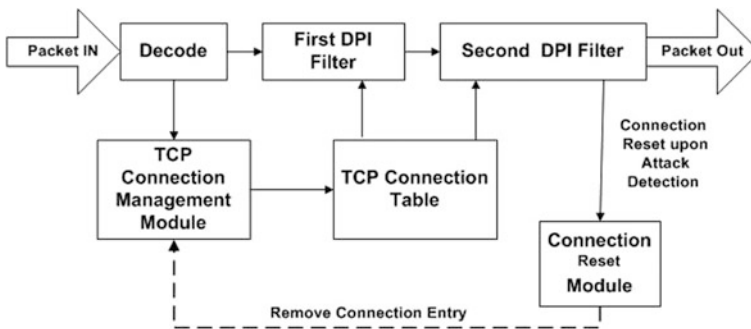 Packet IN
Decode
First DPI
Filter
Second DPI Filter
Packet Out
TCP
Connection
Management
Module
TCP Connection
Table
Connection
Reset upon
Attack
Detection
Connection
Reset
Module
Remove Connection Entry